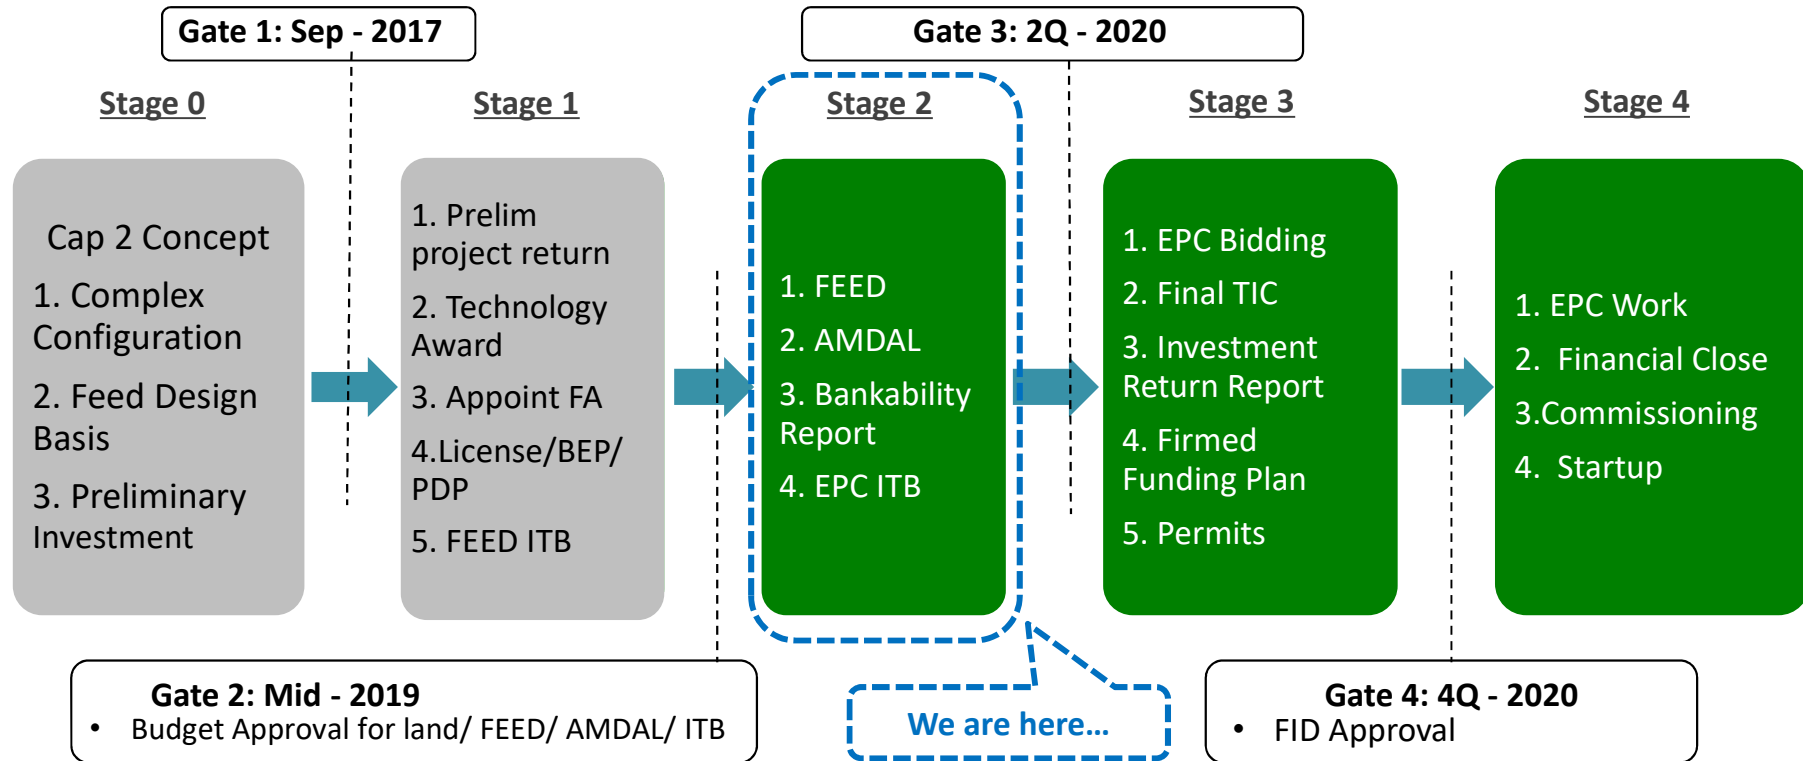 Gate 1: Sep - 2017
Gate 3: 2Q - 2020
Stage 0
Stage 1
Stage 2
Stage 3
Stage 4
Cap 2 Concept
1. Complex
Configuration
2. Feed Design
Basis
3. Preliminary
Investment
1. Prelim
project return
2. Technology
Award
3. Appoint FA
4.License/BEP/
PDP
5. FEED ITB
1. FEED
2. AMDAL
3. Bankability
Report
4. EPC ITB
1. EPC Bidding
2. Final TIC
3. Investment
Return Report
4. Firmed
Funding Plan
5. Permits
1. EPC Work
2. Financial Close
3.Commissioning
4. Startup
Gate 2: Mid - 2019
• Budget Approval for land/ FEED/ AMDAL/ ITB
We are here...
Gate 4: 4Q - 2020
• FID Approval